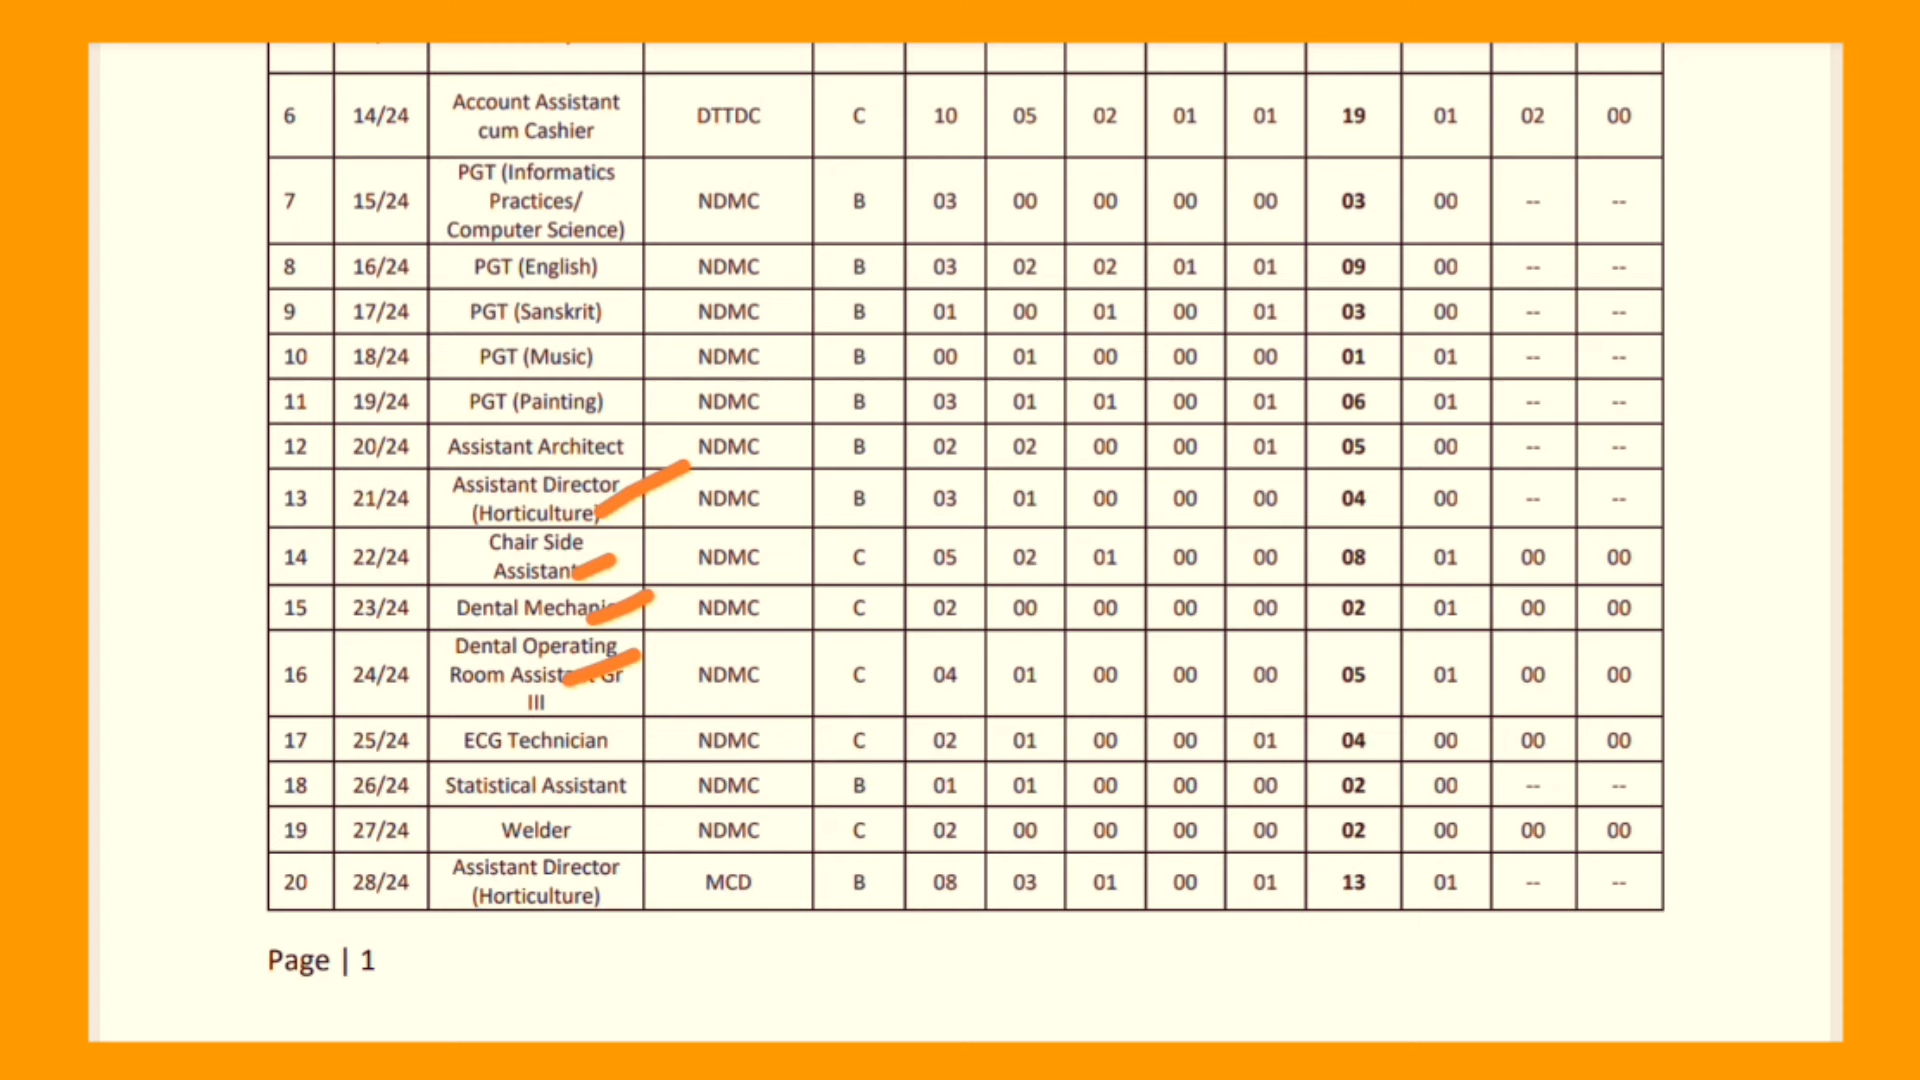 6 14/24 Account Assistant cum Cashier DTTDC C 10 05 02 01 01 19 01 02 00
7 15/24 PGT (Informatics Practices/ Computer Science) NDMC B 03 00 00 00 00 03 00 -- --
8 16/24 PGT (English) NDMC B 03 02 02 01 01 09 00 -- --
9 17/24 PGT (Sanskrit) NDMC B 01 00 01 00 01 03 00 -- --
10 18/24 PGT (Music) NDMC B 00 01 00 00 00 01 01 -- --
11 19/24 PGT (Painting) NDMC B 03 01 01 00 01 06 01 -- --
12 20/24 Assistant Architect NDMC B 02 02 00 00 01 05 00 -- --
13 21/24 Assistant Director (Horticulture) NDMC B 03 01 00 00 00 04 00 -- --
14 22/24 Chair Side Assistant NDMC C 05 02 01 00 00 08 01 00 00
15 23/24 Dental Mechanic NDMC C 02 00 00 00 00 02 01 00 00
16 24/24 Dental Operating Room Assistant Gr III NDMC C 04 01 00 00 00 05 01 00 00
17 25/24 ECG Technician NDMC C 02 01 00 00 01 04 00 00 00
18 26/24 Statistical Assistant NDMC B 01 01 00 00 00 02 00 -- --
19 27/24 Welder NDMC C 02 00 00 00 00 02 00 00 00
20 28/24 Assistant Director (Horticulture) MCD B 08 03 01 00 01 13 01 -- --
Page | 1